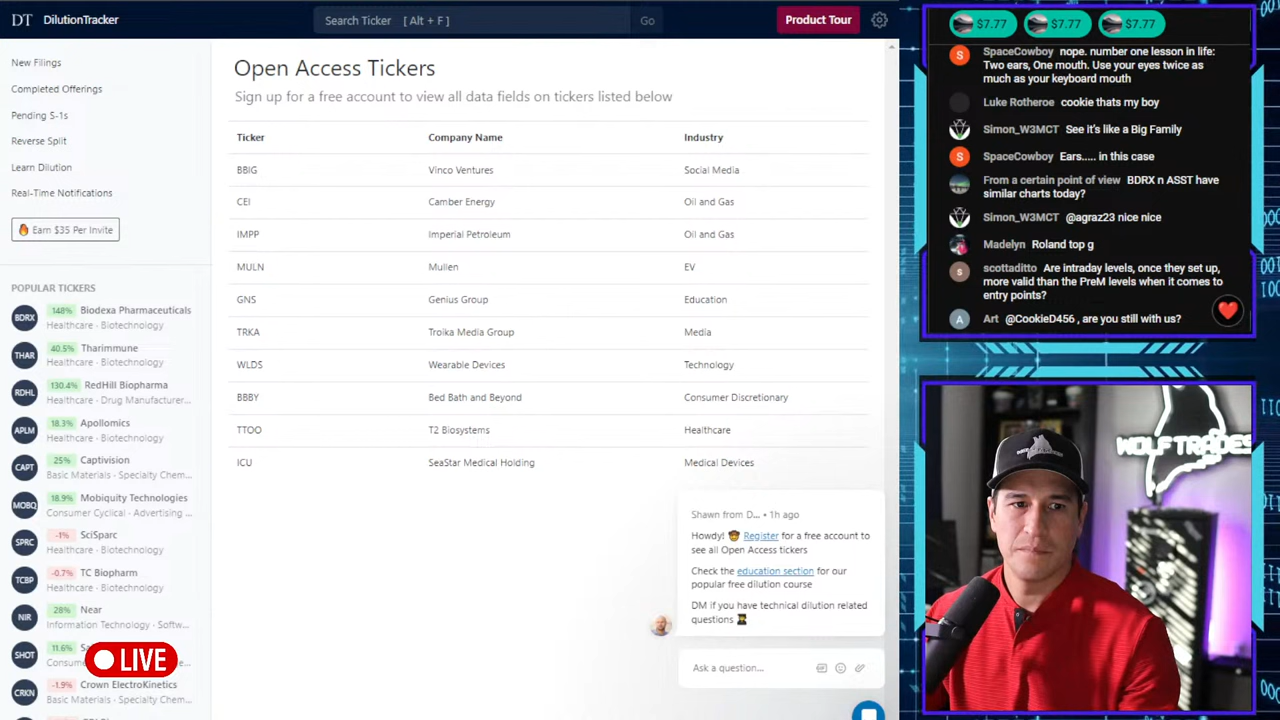 DT DilutionTracker
Search Ticker [ Alt + F ]
Go
Product Tour
New Filings
Completed Offerings
Pending S-1s
Reverse Split
Learn Dilution
Real-Time Notifications
🔥 Earn $35 Per Invite
POPULAR TICKERS
BDRX 148% Biodexa Pharmaceuticals
Healthcare - Biotechnology
THAR 40.5% Tharimmune
Healthcare - Biotechnology
RDHL 130.4% RedHill Biopharma
Healthcare - Drug Manufacturer...
APLM 18.3% Apollomics
Healthcare - Biotechnology
CAPT 25% Captivision
Basic Materials - Specialty Chem...
MOBQ 18.9% Mobiquity Technologies
Consumer Cyclical - Advertising ...
SPRC -1% SciSparc
Healthcare - Biotechnology
TCBP -0.7% TC Biopharm
Healthcare - Biotechnology
NIR 28% Near
Information Technology - Softw...
SHOT 11.6%
LIVE
CRKN -1.9% Crown ElectroKinetics
Basic Materials - Specialty Chem...
Open Access Tickers
Sign up for a free account to view all data fields on tickers listed below
Ticker Company Name Industry
BBIG Vinco Ventures Social Media
CEI Camber Energy Oil and Gas
IMPP Imperial Petroleum Oil and Gas
MULN Mullen EV
GNS Genius Group Education
TRKA Troika Media Group Media
WLDS Wearable Devices Technology
BBBY Bed Bath and Beyond Consumer Discretionary
TTOO T2 Biosystems Healthcare
ICU SeaStar Medical Holding Medical Devices
Shawn from D... • 1h ago
Howdy! 🤠 Register for a free account to
see all Open Access tickers
Check the education section for our
popular free dilution course
DM if you have technical dilution related
questions
Ask a question...
$7.77 $7.77 $7.77
SpaceCowboy nope. number one lesson in life:
Two ears, One mouth. Use your eyes twice as
much as your keyboard mouth
Luke Rotheroe cookie thats my boy
Simon_W3MCT See it's like a Big Family
SpaceCowboy Ears..... in this case
From a certain point of view BDRX n ASST have
similar charts today?
Simon_W3MCT @agraz23 nice nice
Madelyn Roland top g
scottaditto Are intraday levels, once they set up,
more valid than the PreM levels when it comes to
entry points?
Art @CookieD456 , are you still with us?
WOLFTRADES